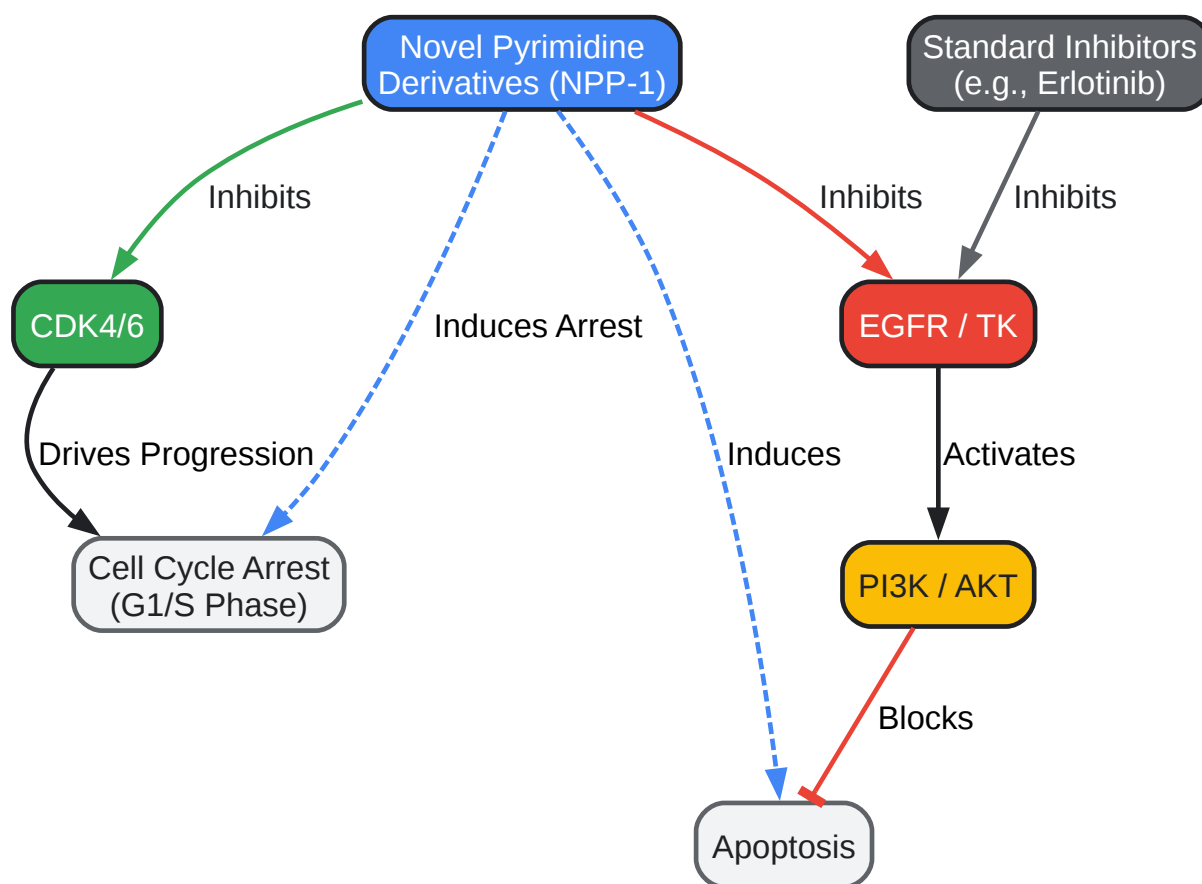 Novel Pyrimidine
Derivatives (NPP-1)
Standard Inhibitors
(e.g., Erlotinib)
Inhibits
Inhibits
Inhibits
CDK4/6
Induces Arrest
EGFR / TK
Drives Progression
Induces
Activates
Cell Cycle Arrest
(G1/S Phase)
PI3K / AKT
Blocks
Apoptosis